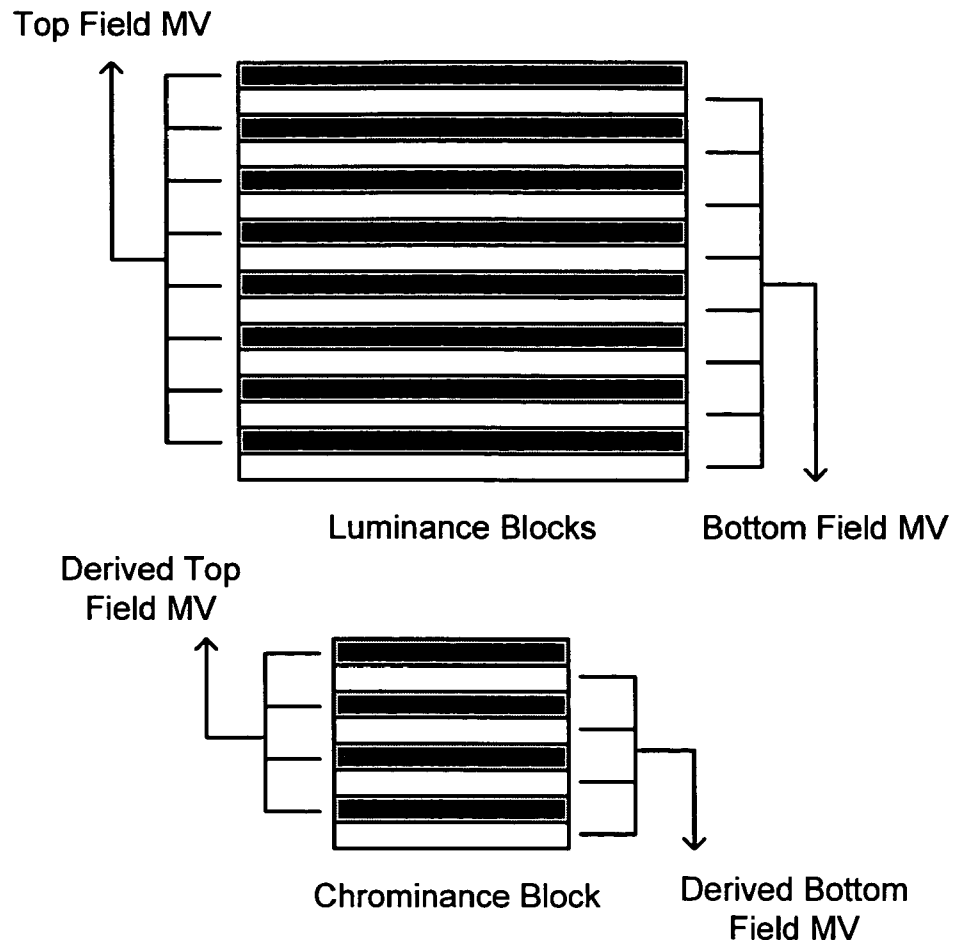 Top Field MV
Luminance Blocks
Bottom Field MV
Derived Top
Field MV
Chrominance Block
Derived Bottom
Field MV